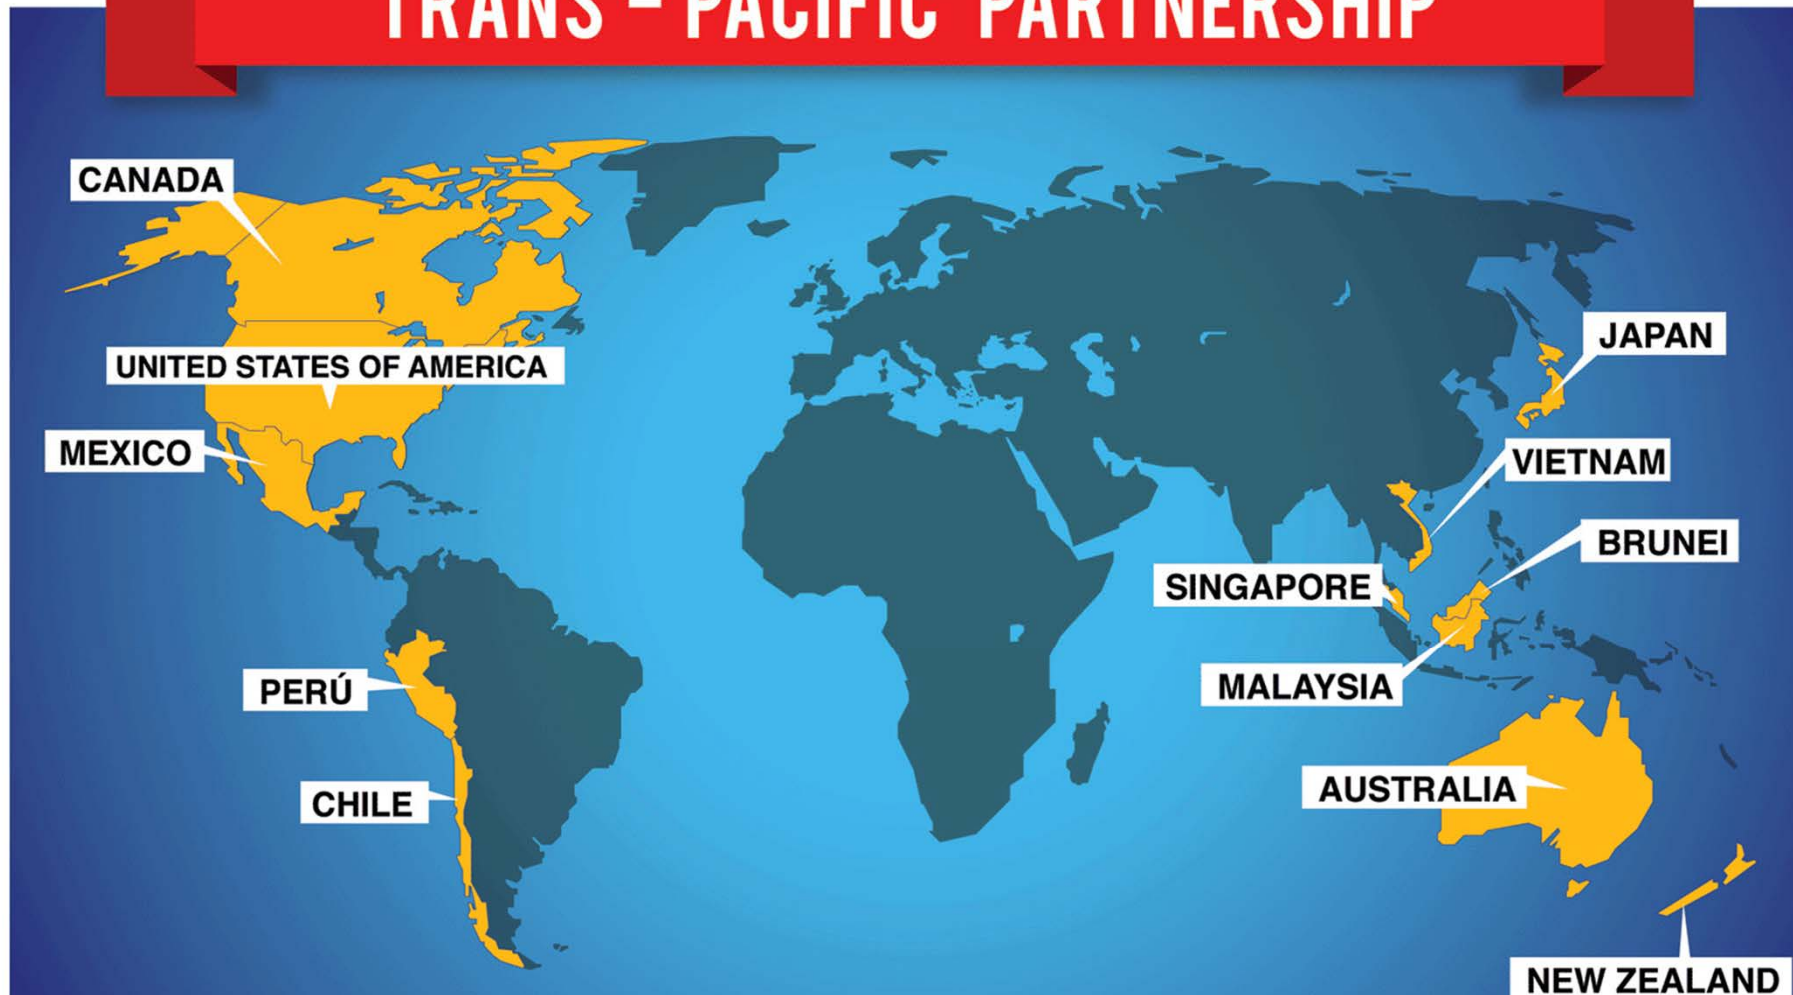 TRANS - PACIFIC PARTNERSHIP
CANADA
UNITED STATES OF AMERICA
MEXICO
PERÚ
CHILE
JAPAN
VIETNAM
BRUNEI
SINGAPORE
MALAYSIA
AUSTRALIA
NEW ZEALAND